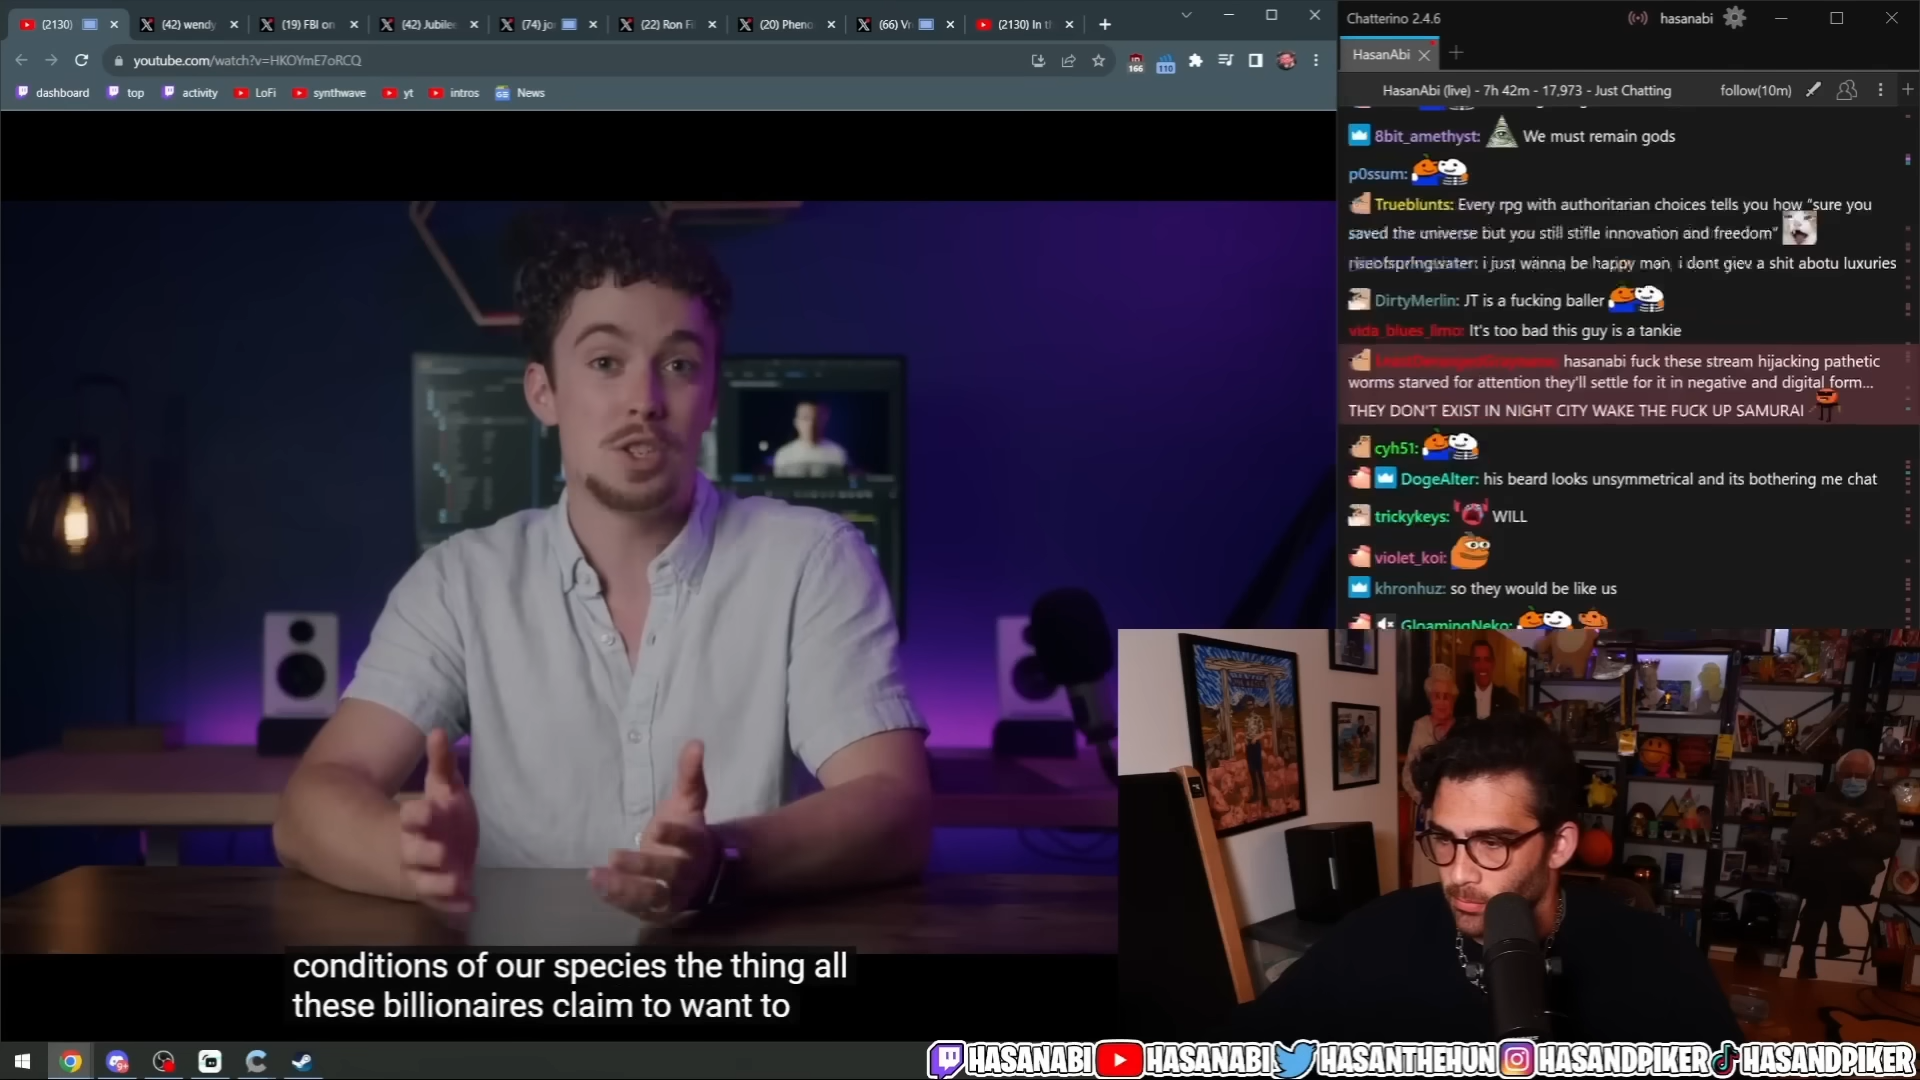 (2130)
(42) wendy
(19) FBI on
(42) Jubile
(74) jo
(22) Ron Fi
(20) Pheno
(66) Vr
(2130) In th
Chatterino 2.4.6
hasanabi
HasanAbi
youtube.com/watch?v=HKOYmE7oRCQ
166
110
dashboard
top
activity
LoFi
synthwave
yt
intros
News
HasanAbi (live) - 7h 42m - 17,973 - Just Chatting
follow(10m)
8bit_amethyst: We must remain gods
p0ssum:
Trueblunts: Every rpg with authoritarian choices tells you how “sure you
saved the universe but you still stifle innovation and freedom”
riseofspringwater: i just wanna be happy man, i dont giev a shit abotu luxuries
DirtyMerlin: JT is a fucking baller
vida_blues_limo: It's too bad this guy is a tankie
hasanabi fuck these stream hijacking pathetic
worms starved for attention they'll settle for it in negative and digital form...
THEY DON'T EXIST IN NIGHT CITY WAKE THE FUCK UP SAMURAI
cyh51:
DogeAlter: his beard looks unsymmetrical and its bothering me chat
trickykeys: WILL
violet_koi:
khronhuz: so they would be like us
GloamingNeko:
conditions of our species the thing all
these billionaires claim to want to
HASANABI HASANABI HASANTHEHUN HASANDPIKER HASANDPIKER